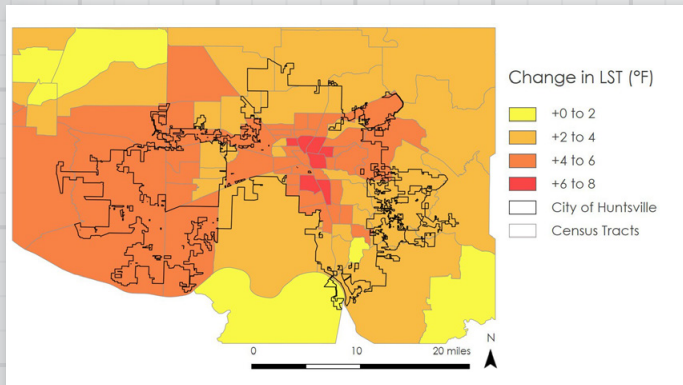 Change in LST (°F)
+0 to 2
+2 to 4
+4 to 6
+6 to 8
City of Huntsville
Census Tracts
N
0 10 20 miles